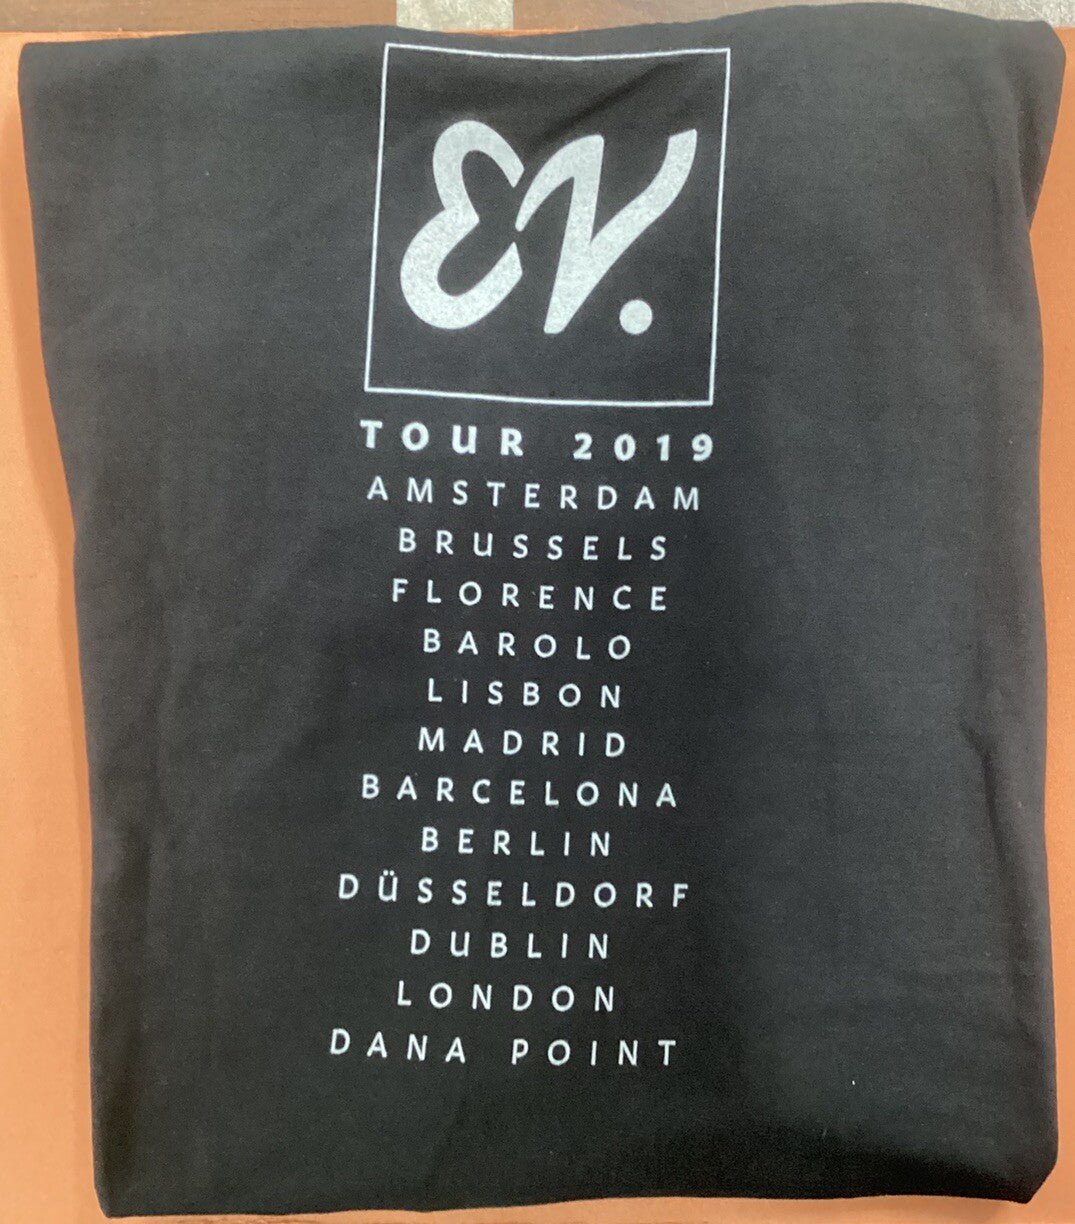 EV.
TOUR 2019
AMSTERDAM
BRUSSELS
FLORENCE
BAROLO
LISBON
MADRID
BARCELONA
BERLIN
DÜSSELDORF
DUBLIN
LONDON
DANA POINT